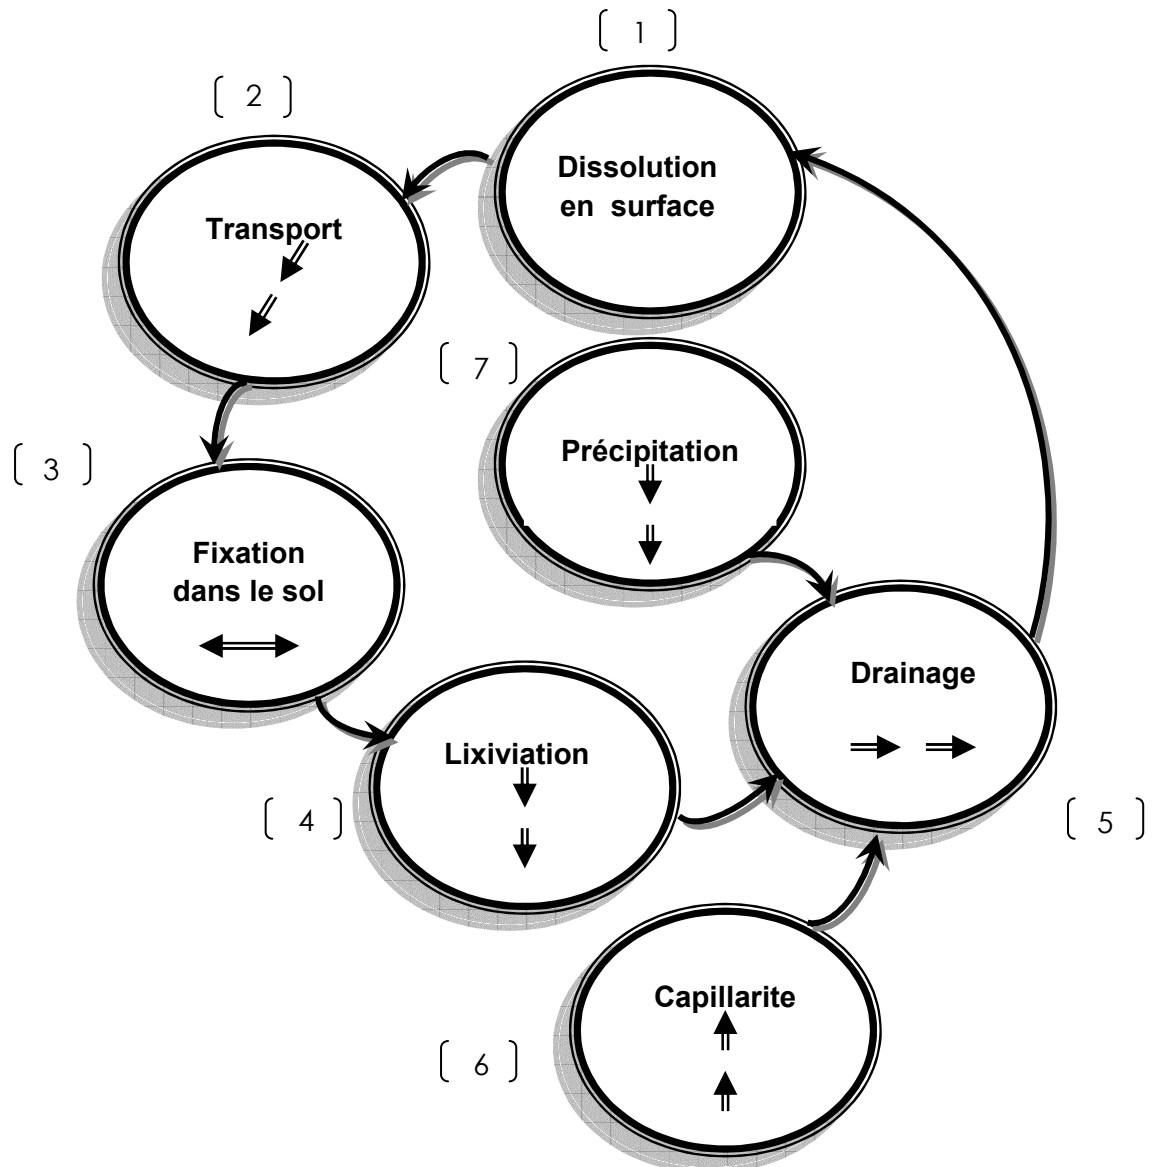 [ 1 ]
Dissolution
en surface
[ 2 ]
Transport
[ 3 ]
Fixation
dans le sol
[ 4 ]
Lixiviation
[ 5 ]
Drainage
[ 6 ]
Capillarite
[ 7 ]
Précipitation